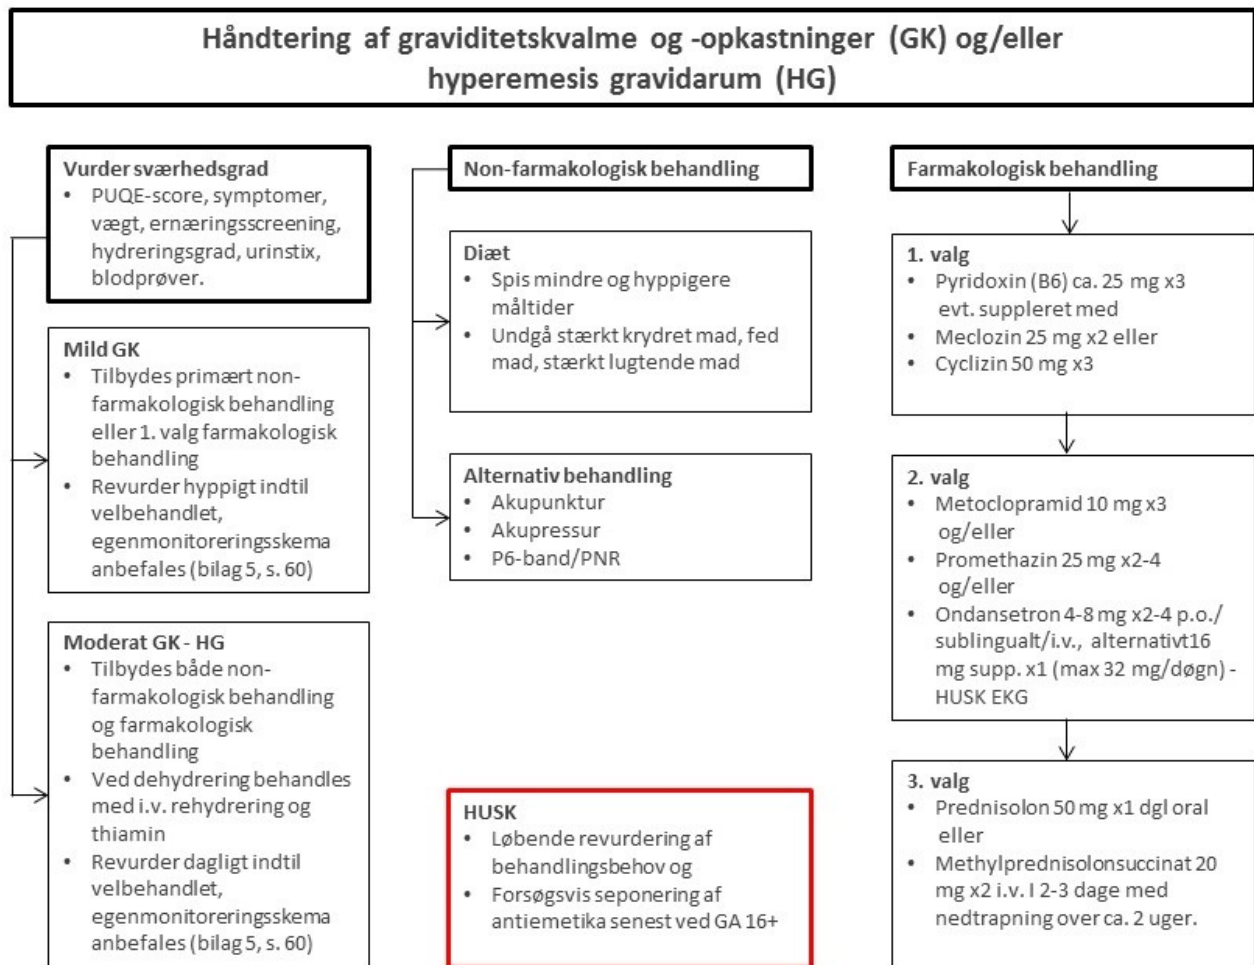 Håndtering af graviditetskvalme og -opkastninger (GK) og/eller
hyperemesis gravidarum (HG)
Vurder sværhedsgrad
• PUQE-score, symptomer,
vægt, ernæringsscreening,
hydreringsgrad, urinstix,
blodprøver.
Mild GK
• Tilbydes primært non-
farmakologisk behandling
eller 1. valg farmakologisk
behandling
• Revurder hyppigt indtil
velbehandlet,
egenmonitoreringsskema
anbefales (bilag 5, s. 60)
Moderat GK - HG
• Tilbydes både non-
farmakologisk behandling
og farmakologisk
behandling
• Ved dehydrering behandles
med i.v. rehydrering og
thiamin
• Revurder dagligt indtil
velbehandlet,
egenmonitoreringsskema
anbefales (bilag 5, s. 60)
Non-farmakologisk behandling
Diæt
• Spis mindre og hyppigere
måltider
• Undgå stærkt krydret mad, fed
mad, stærkt lugtende mad
Alternativ behandling
• Akupunktur
• Akupressur
• P6-band/PNR
HUSK
• Løbende revurdering af
behandlingsbehov og
• Forsøgsvis seponering af
antiemetika senest ved GA 16+
Farmakologisk behandling
1. valg
• Pyridoxin (B6) ca. 25 mg x3
evt. suppleret med
• Meclozin 25 mg x2 eller
• Cyclizin 50 mg x3
2. valg
• Metoclopramid 10 mg x3
og/eller
• Promethazin 25 mg x2-4
og/eller
• Ondansetron 4-8 mg x2-4 p.o./
sublingualt/i.v., alternativt16
mg supp. x1 (max 32 mg/døgn) -
HUSK EKG
3. valg
• Prednisolon 50 mg x1 dgl oral
eller
• Methylprednisolonsuccinat 20
mg x2 i.v. I 2-3 dage med
nedtrapning over ca. 2 uger.